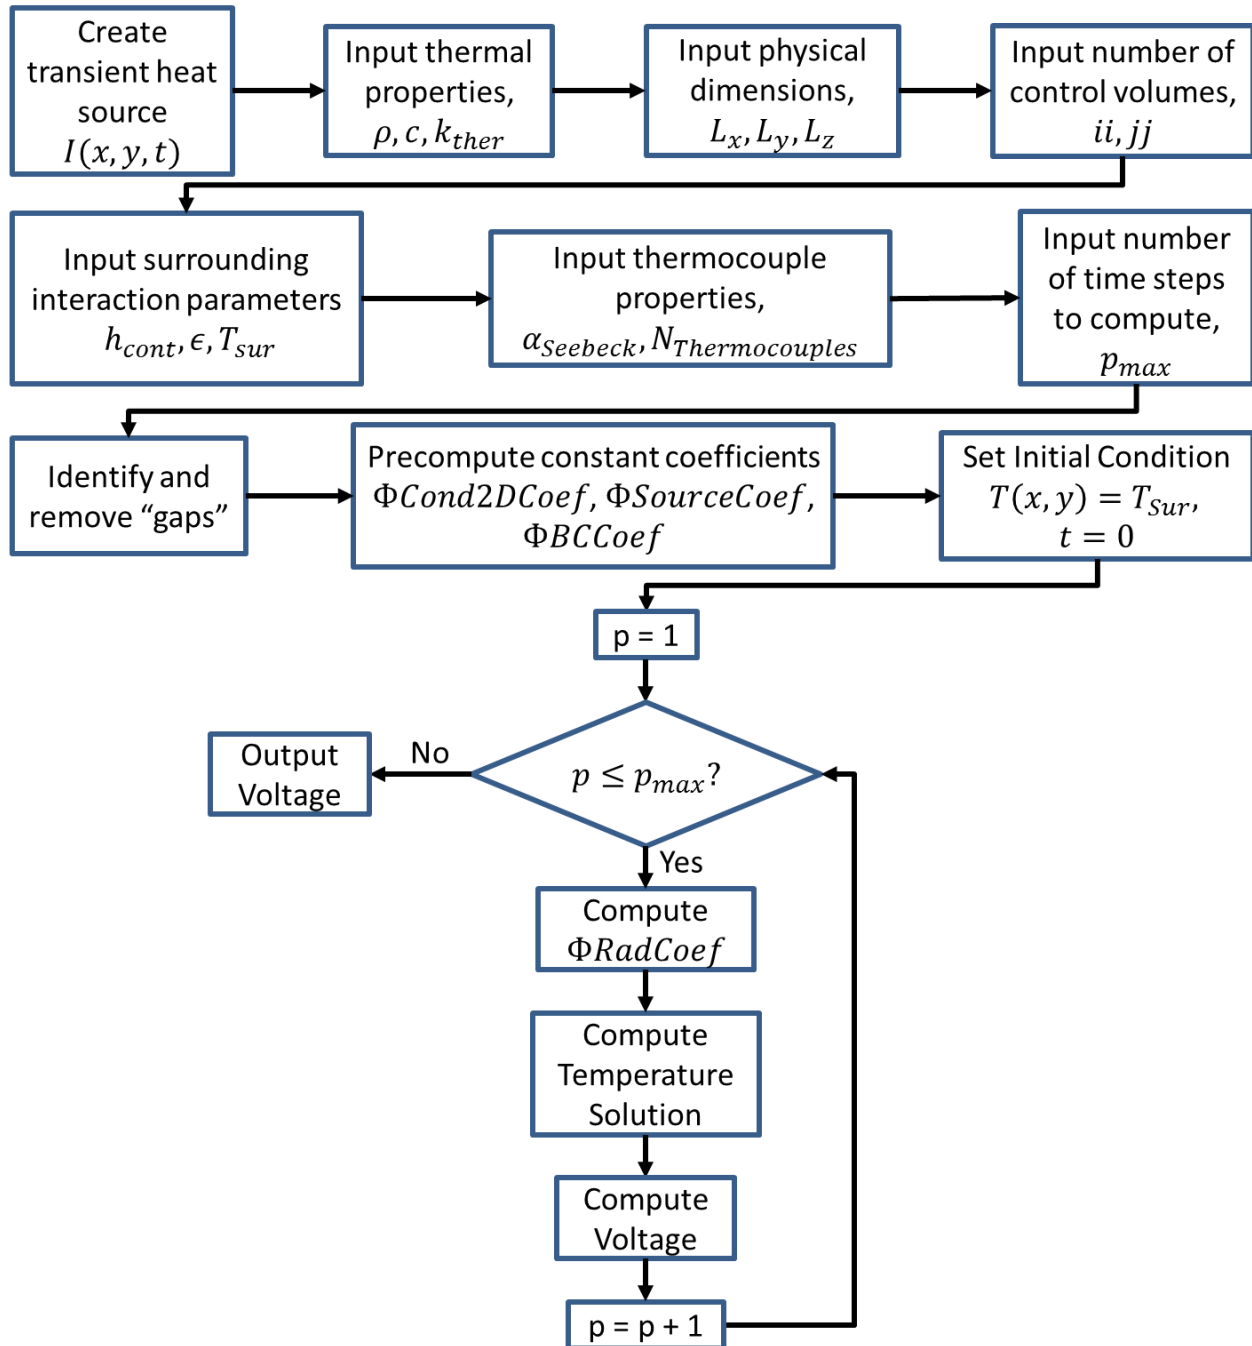 Create
transient heat
source
I(x, y, t)
Input thermal
properties,
ρ, c, k_ther
Input physical
dimensions,
L_x, L_y, L_z
Input number of
control volumes,
ii, jj
Input surrounding
interaction parameters
h_cont, ϵ, T_sur
Input thermocouple
properties,
α_Seebeck, N_Thermocouples
Input number
of time steps
to compute,
p_max
Identify and
remove “gaps”
Precompute constant coefficients
ΦCond2DCoef, ΦSourceCoef,
ΦBCCoef
Set Initial Condition
T(x, y) = T_Sur,
t = 0
p = 1
p ≤ p_max?
No
Output
Voltage
Yes
Compute
ΦRadCoef
Compute
Temperature
Solution
Compute
Voltage
p = p + 1